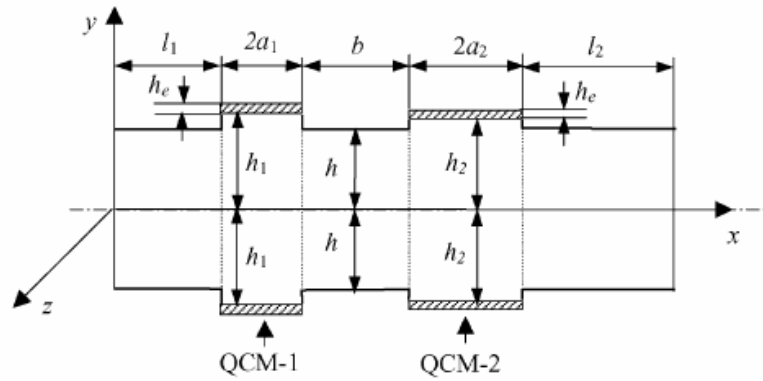 y
l₁ 2a₁ b 2a₂ l₂
hₑ hₑ
h₁ h h₂
x
h₁ h h₂
z
QCM-1 QCM-2